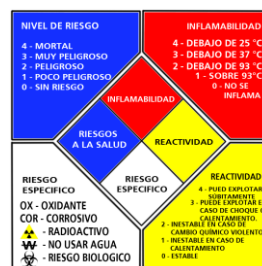 NIVEL DE RIESGO
4 - MORTAL
3 - MUY PELIGROSO
2 - PELIGROSO
1 - POCO PELIGROSO
0 - SIN RIESGO
INFLAMABILIDAD
4 - DEBAJO DE 25 °C
3 - DEBAJO DE 37 °C
2 - DEBAJO DE 93 °C
1 - SOBRE 93°C
0 - NO SE
INFLAMA
INFLAMABILIDAD
RIESGOS
A LA SALUD
REACTIVIDAD
RIESGO
ESPECIFICO
RIESGO
ESPECIFICO
OX - OXIDANTE
COR - CORROSIVO
- RADIOACTIVO
W - NO USAR AGUA
- RIESGO BIOLOGICO
REACTIVIDAD
4 - PUED EXPLOTAR
SÚBITAMENTE
3 - PUEDE EXPLOTAR E
CASO DE CHOQUE
CALENTAMIENTO.
2 - INESTABLE EN CASO DE
CAMBIO QUÍMICO VIOLENTO
1 - INESTABLE EN CASO DE
CALENTAMIENTO
0 - ESTABLE